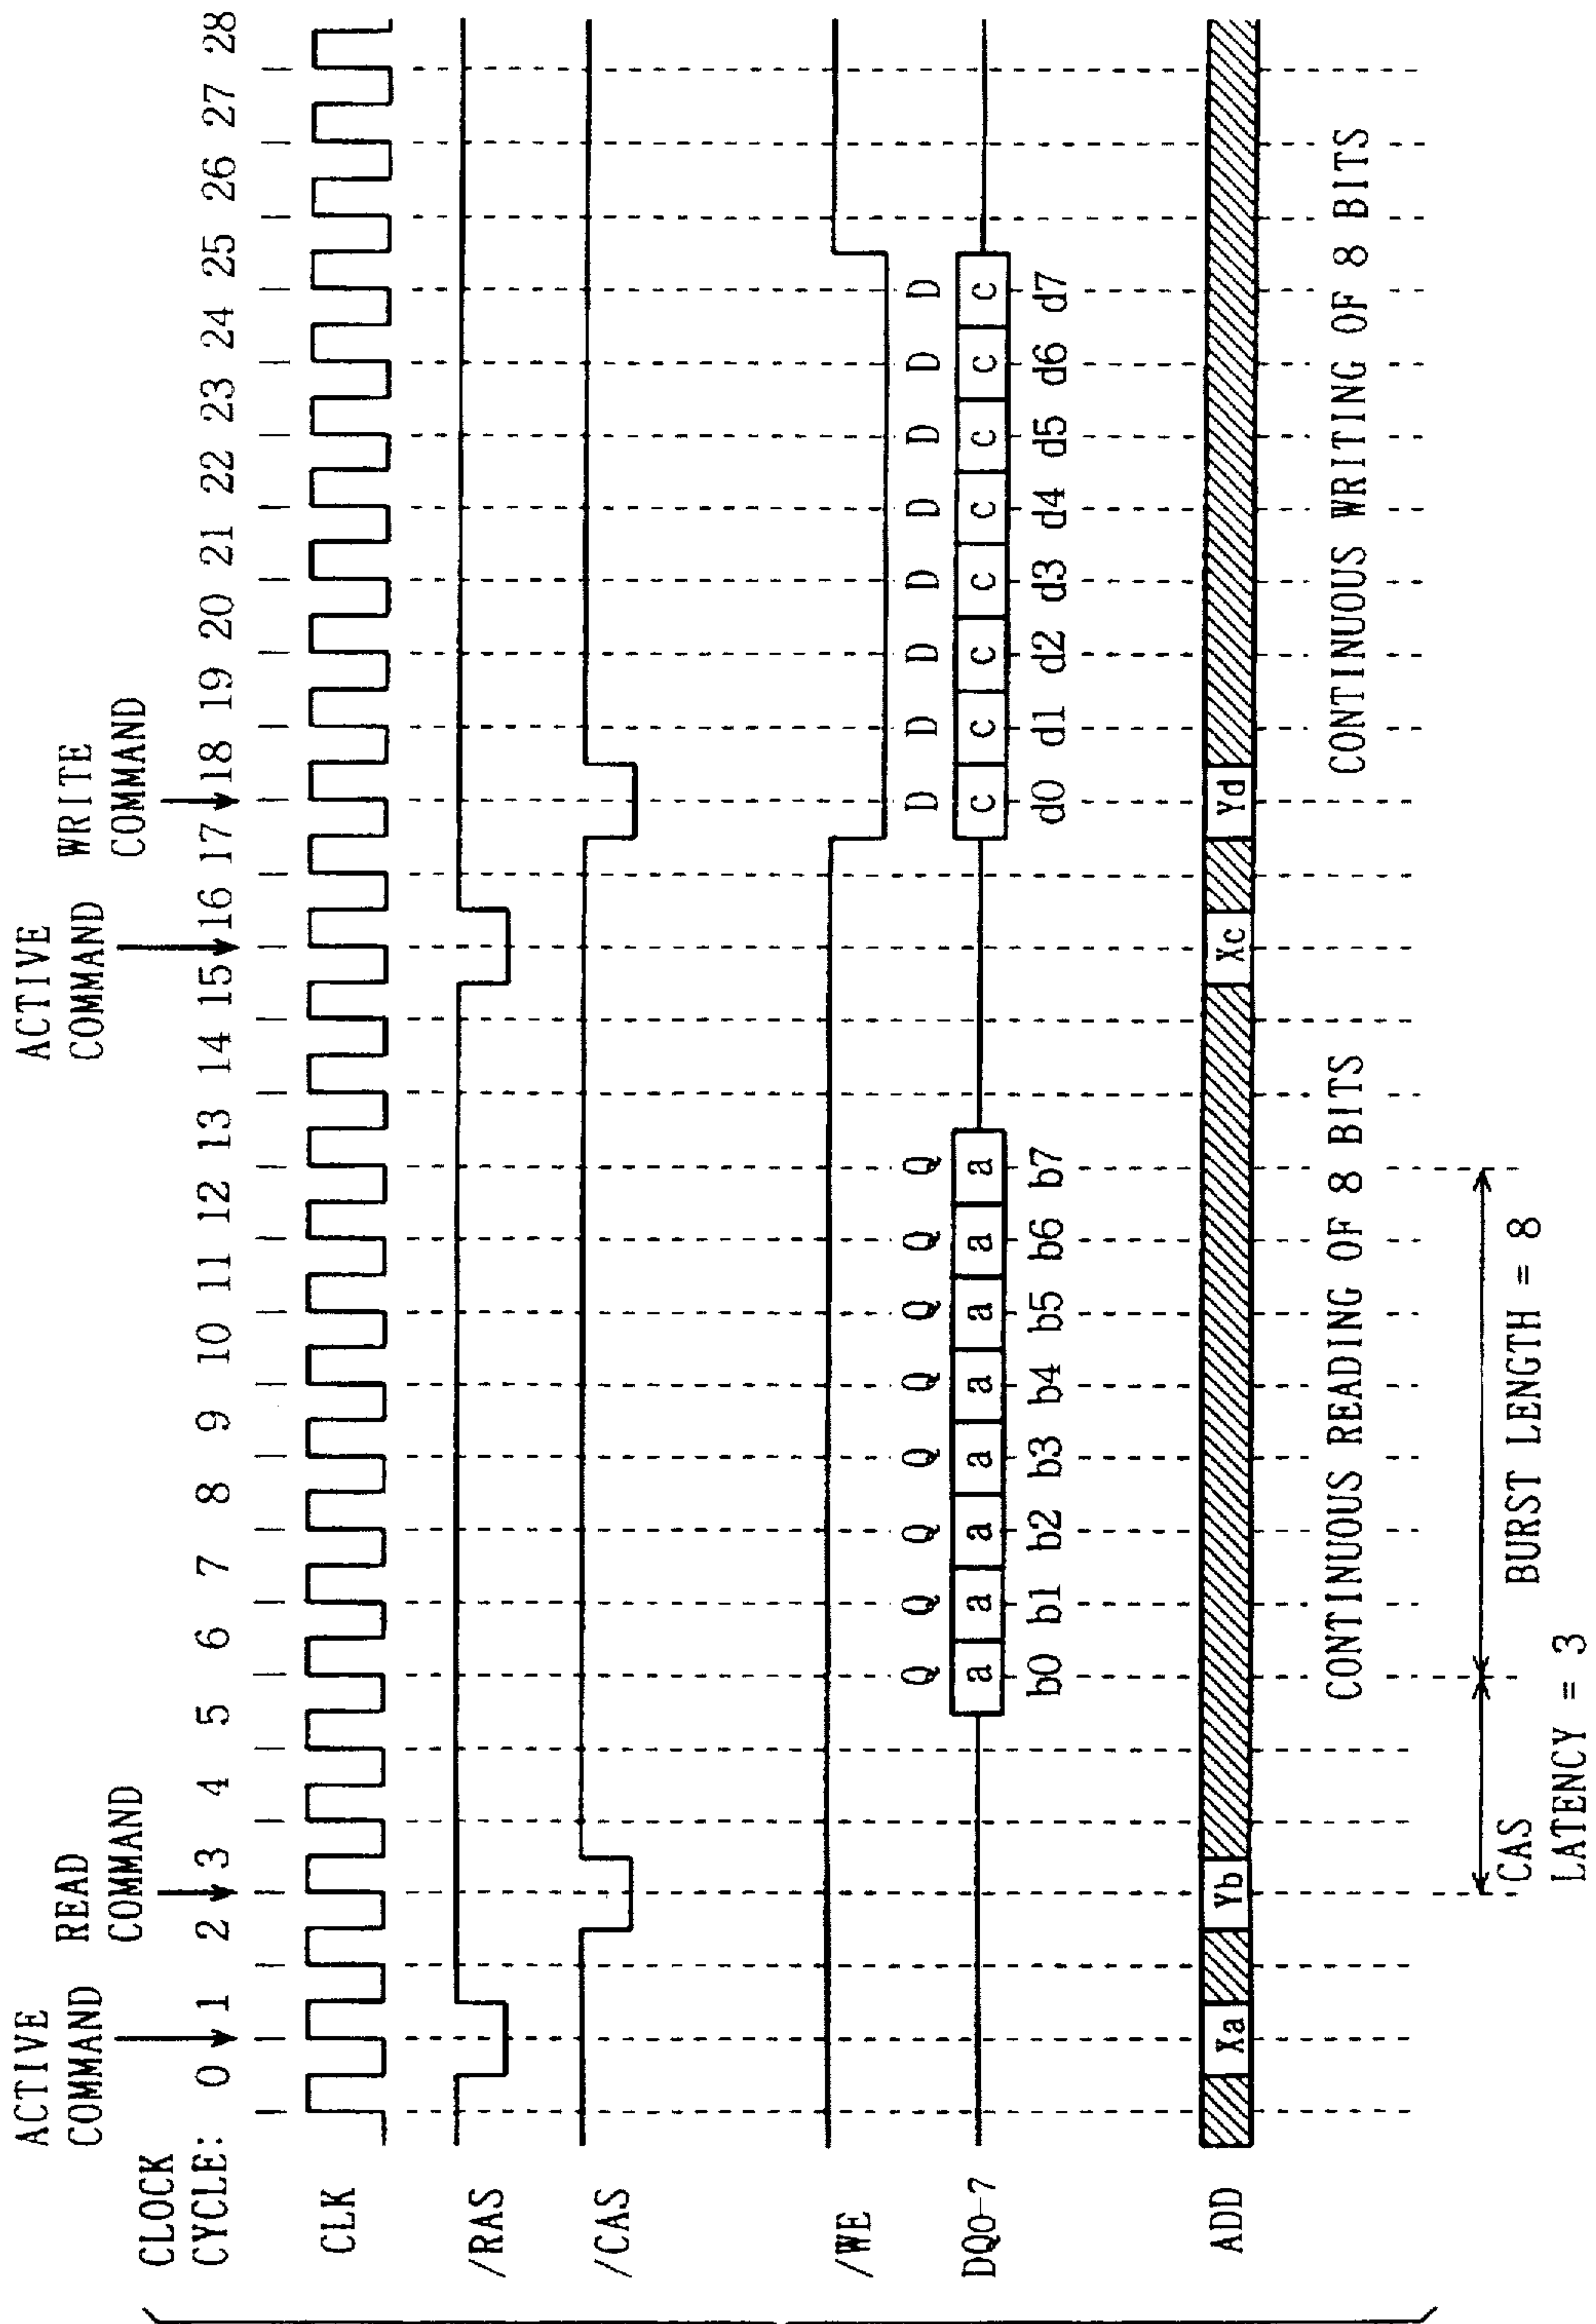 ACTIVE
COMMAND
READ
COMMAND
ACTIVE
COMMAND
WRITE
COMMAND
CLOCK
CYCLE: 0 1 2 3 4 5 6 7 8 9 10 11 12 13 14 15 16 17 18 19 20 21 22 23 24 25 26 27 28
CLK
/RAS
/CAS
/WE
Q Q Q Q Q Q Q Q D D D D D D D D
DQ0-7 a a a a a a a a c c c c c c c c
b0 b1 b2 b3 b4 b5 b6 b7 d0 d1 d2 d3 d4 d5 d6 d7
ADD Xa Yb Xc Yd
CONTINUOUS READING OF 8 BITS CONTINUOUS WRITING OF 8 BITS
CAS
LATENCY = 3
BURST LENGTH = 8